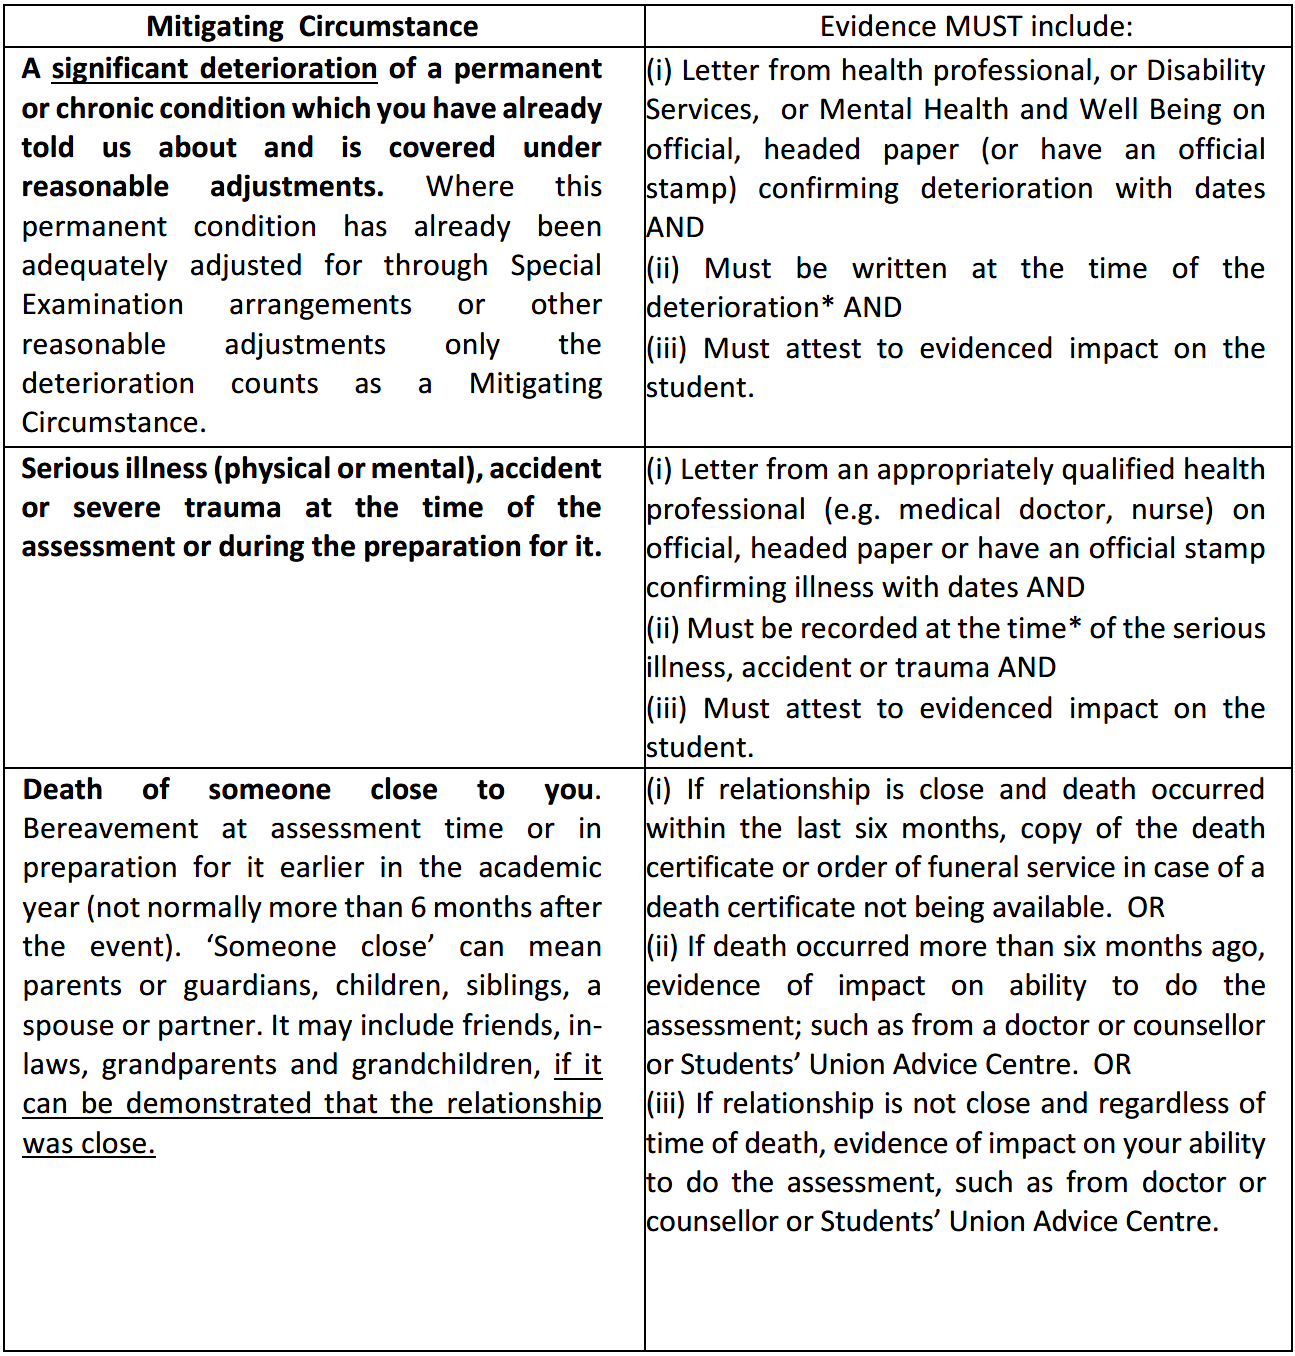 Mitigating Circumstance
Evidence MUST include:
A significant deterioration of a permanent
or chronic condition which you have already
told us about and is covered under
reasonable adjustments. Where this
permanent condition has already been
adequately adjusted for through Special
Examination arrangements or other
reasonable adjustments only the
deterioration counts as a Mitigating
Circumstance.
(i) Letter from health professional, or Disability
Services, or Mental Health and Well Being on
official, headed paper (or have an official
stamp) confirming deterioration with dates
AND
(ii) Must be written at the time of the
deterioration* AND
(iii) Must attest to evidenced impact on the
student.
Serious illness (physical or mental), accident
or severe trauma at the time of the
assessment or during the preparation for it.
(i) Letter from an appropriately qualified health
professional (e.g. medical doctor, nurse) on
official, headed paper or have an official stamp
confirming illness with dates AND
(ii) Must be recorded at the time* of the serious
illness, accident or trauma AND
(iii) Must attest to evidenced impact on the
student.
Death of someone close to you.
Bereavement at assessment time or in
preparation for it earlier in the academic
year (not normally more than 6 months after
the event). ‘Someone close’ can mean
parents or guardians, children, siblings, a
spouse or partner. It may include friends, in-
laws, grandparents and grandchildren, if it
can be demonstrated that the relationship
was close.
(i) If relationship is close and death occurred
within the last six months, copy of the death
certificate or order of funeral service in case of a
death certificate not being available. OR
(ii) If death occurred more than six months ago,
evidence of impact on ability to do the
assessment; such as from a doctor or counsellor
or Students’ Union Advice Centre. OR
(iii) If relationship is not close and regardless of
time of death, evidence of impact on your ability
to do the assessment, such as from doctor or
counsellor or Students’ Union Advice Centre.